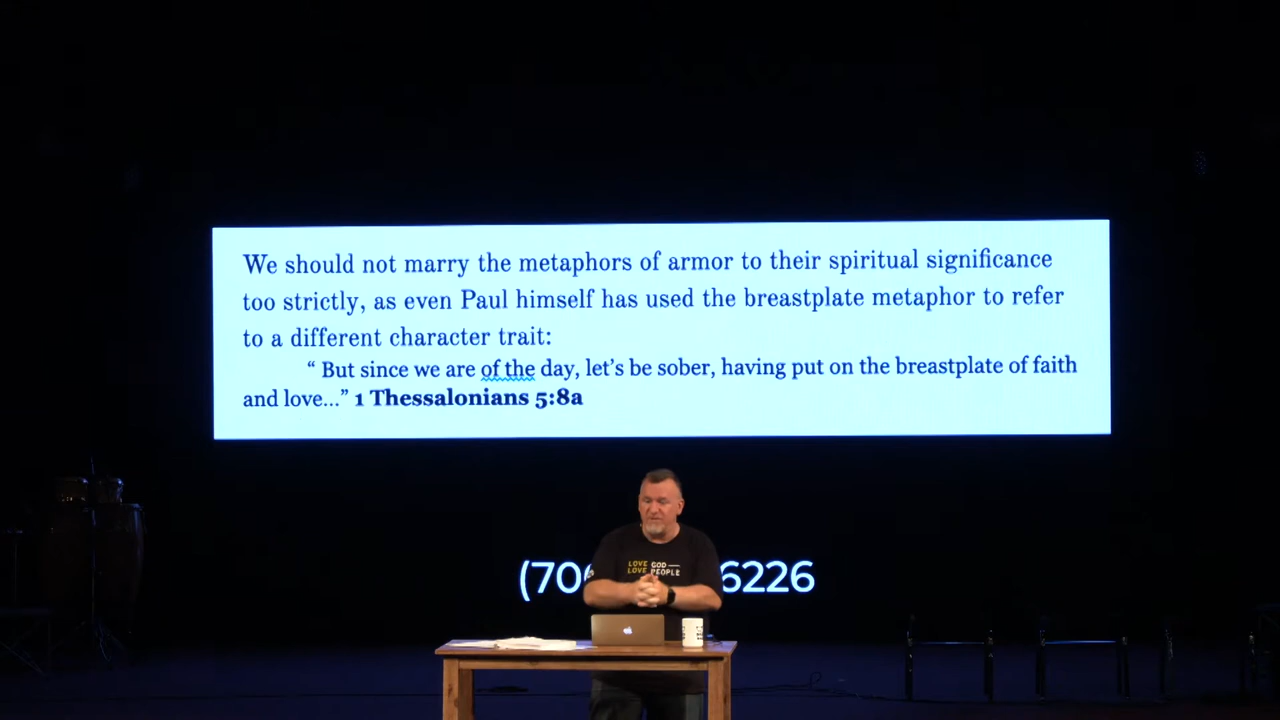 We should not marry the metaphors of armor to their spiritual significance
too strictly, as even Paul himself has used the breastplate metaphor to refer
to a different character trait:
“ But since we are of the day, let’s be sober, having put on the breastplate of faith
and love...” 1 Thessalonians 5:8a
(70 6226
LOVE GOD
LOVE PEOPLE